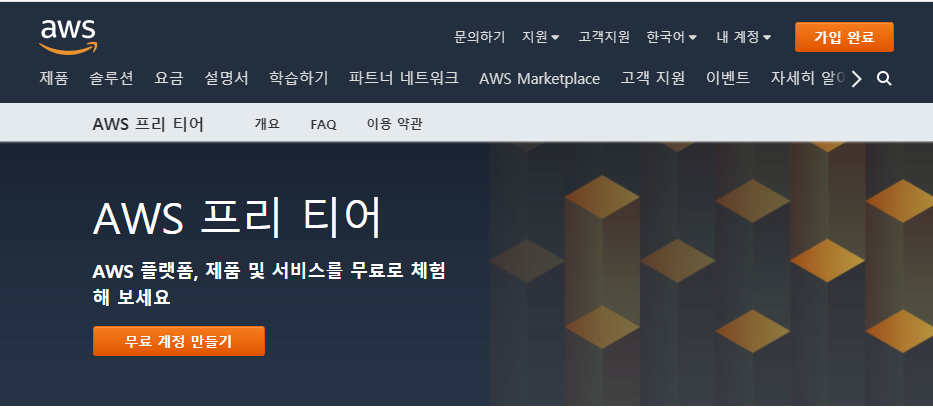 aws
문의하기 지원 고객지원 한국어 내 계정 가입 완료
제품 솔루션 요금 설명서 학습하기 파트너 네트워크 AWS Marketplace 고객 지원 이벤트 자세히
AWS 프리 티어 개요 FAQ 이용 약관
AWS 프리 티어
AWS 플랫폼, 제품 및 서비스를 무료로 체험
해 보세요
무료 계정 만들기